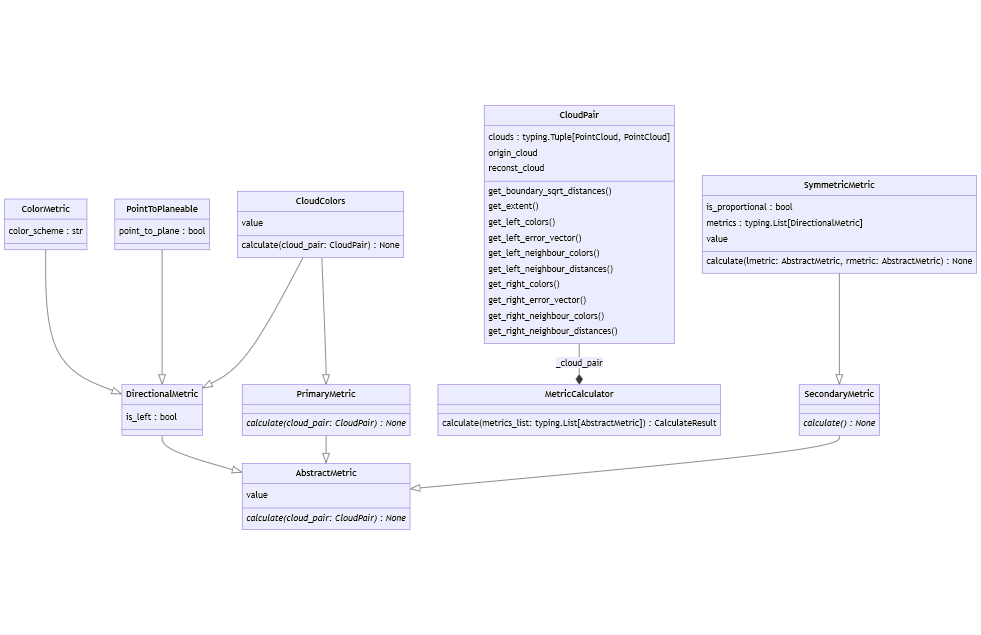 CloudPair
clouds : typing.Tuple[PointCloud, PointCloud]
origin_cloud
reconst_cloud
get_boundary_sqrt_distances()
get_extent()
get_left_colors()
get_left_error_vector()
get_left_neighbour_colors()
get_left_neighbour_distances()
get_right_colors()
get_right_error_vector()
get_right_neighbour_colors()
get_right_neighbour_distances()
SymmetricMetric
is_proportional : bool
metrics : typing.List[DirectionalMetric]
value
calculate(lmetric: AbstractMetric, rmetric: AbstractMetric) : None
ColorMetric
color_scheme : str
PointToPlaneable
point_to_plane : bool
CloudColors
value
calculate(cloud_pair: CloudPair) : None
_cloud_pair
DirectionalMetric
is_left : bool
PrimaryMetric
calculate(cloud_pair: CloudPair) : None
MetricCalculator
calculate(metrics_list: typing.List[AbstractMetric]) : CalculateResult
SecondaryMetric
calculate() : None
AbstractMetric
value
calculate(cloud_pair: CloudPair) : None